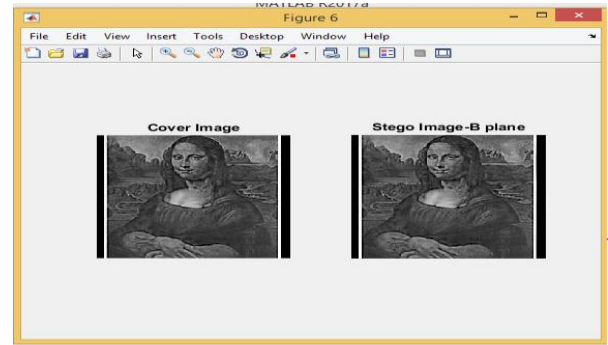 MATLAB R2017a
Figure 6
File Edit View Insert Tools Desktop Window Help
Cover Image
Stego Image-B plane